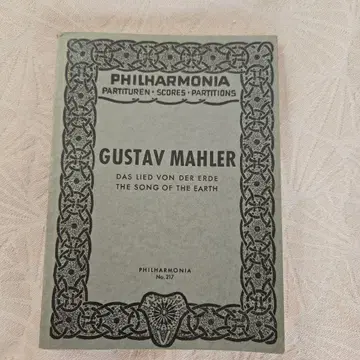 PHILHARMONIA
PARTITUREN • SCORES • PARTITIONS
GUSTAV MAHLER
DAS LIED VON DER ERDE
THE SONG OF THE EARTH
PHILHARMONIA
No. 217